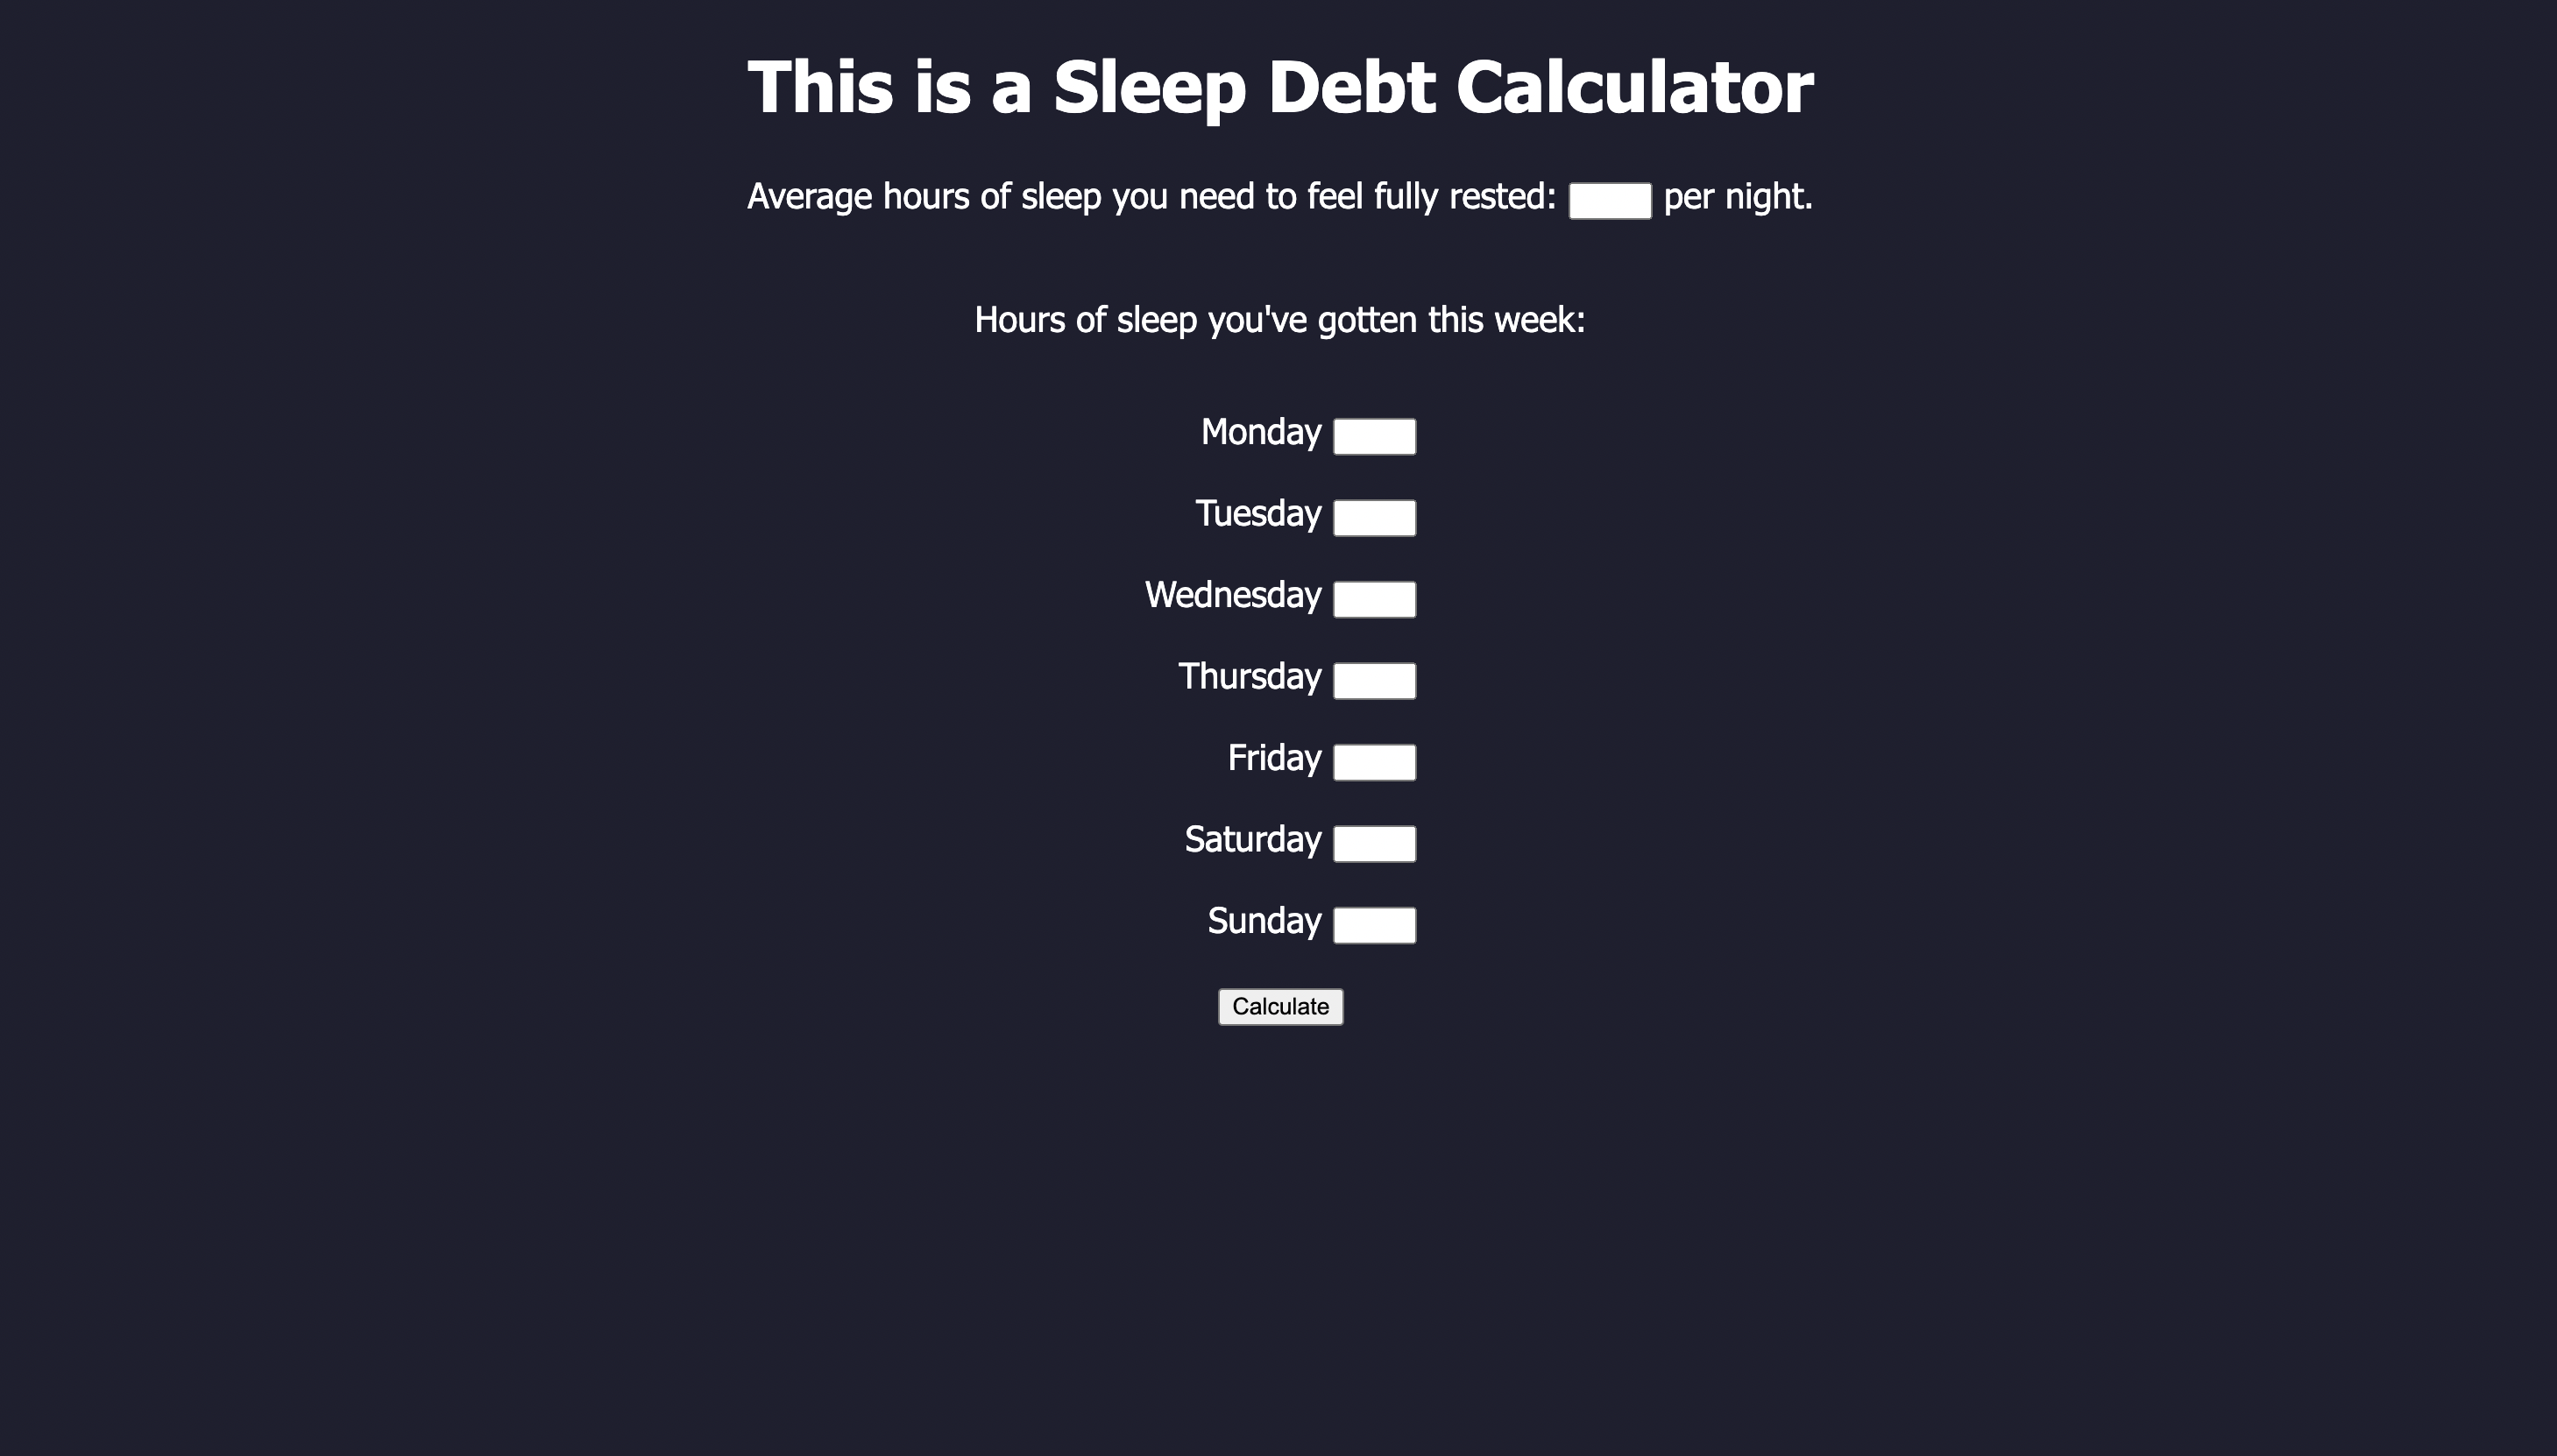 This is a Sleep Debt Calculator
Average hours of sleep you need to feel fully rested: per night.
Hours of sleep you've gotten this week:
Monday
Tuesday
Wednesday
Thursday
Friday
Saturday
Sunday
Calculate